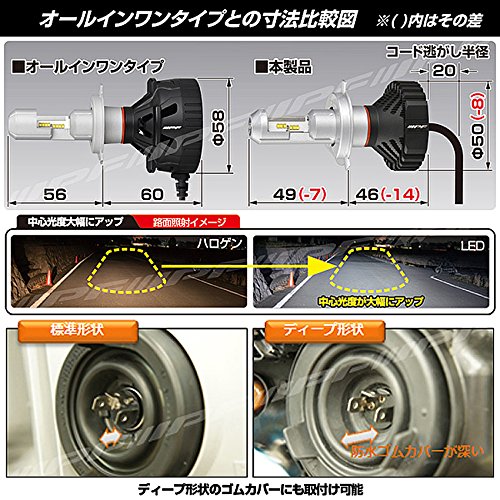 オールインワンタイプとの寸法比較図 ※( )内はその差
■オールインワンタイプ
Φ58
56
60
■本製品
コード逃がし半径
20
Φ50(-8)
49(-7)
46(-14)
中心光度大幅にアップ 路面照射イメージ
ハロゲン
LED
中心光度が大幅にアップ
標準形状
ディープ形状
防水ゴムカバーが深い
ディープ形状のゴムカバーにも取付け可能
IPF